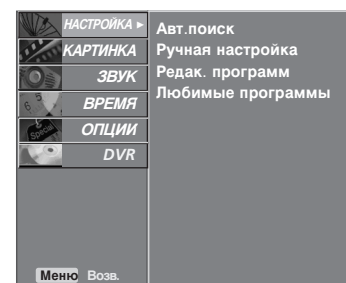 НАСТРОЙКА ►
КАРТИНКА
ЗВУК
ВРЕМЯ
ОПЦИИ
DVR
Авт.поиск
Ручная настройка
Редак. программ
Любимые программы
Меню Возв.